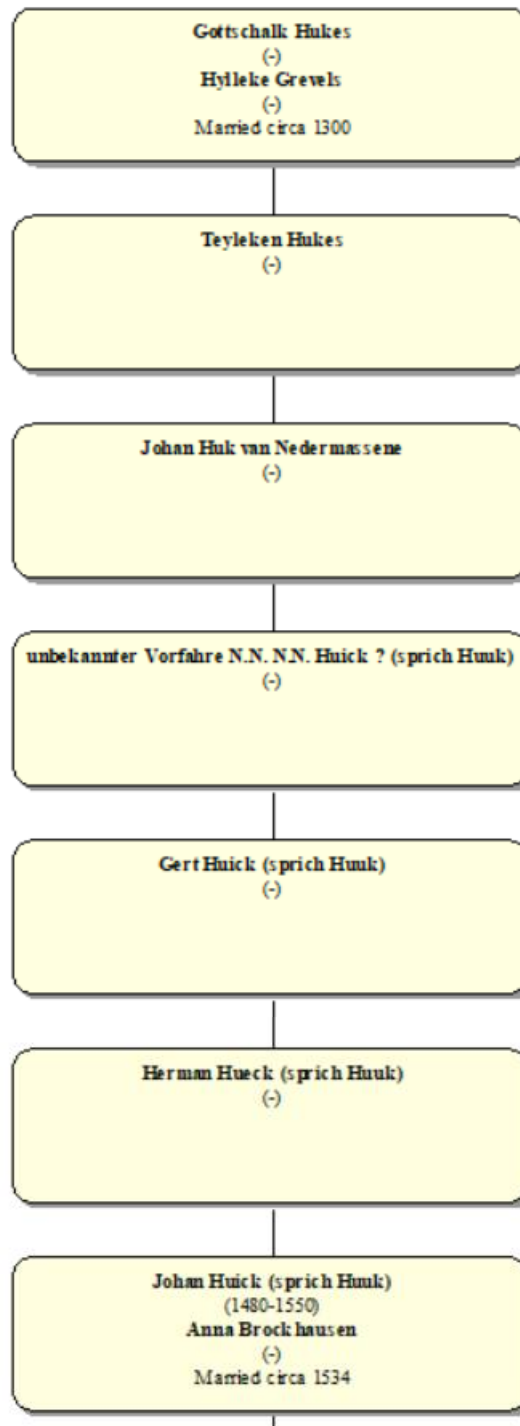 Gottschalk Hukes
(-)
Hylleke Grevels
(-)
Married circa 1300
Teyleken Hukes
(-)
Johan Huk van Nedermassene
(-)
unbekannter Vorfahre N.N. N.N. Huick ? (sprich Huuk)
(-)
Gert Huick (sprich Huuk)
(-)
Herman Hueck (sprich Huuk)
(-)
Johan Huick (sprich Huuk)
(1480-1550)
Anna Brockhausen
(-)
Married circa 1534